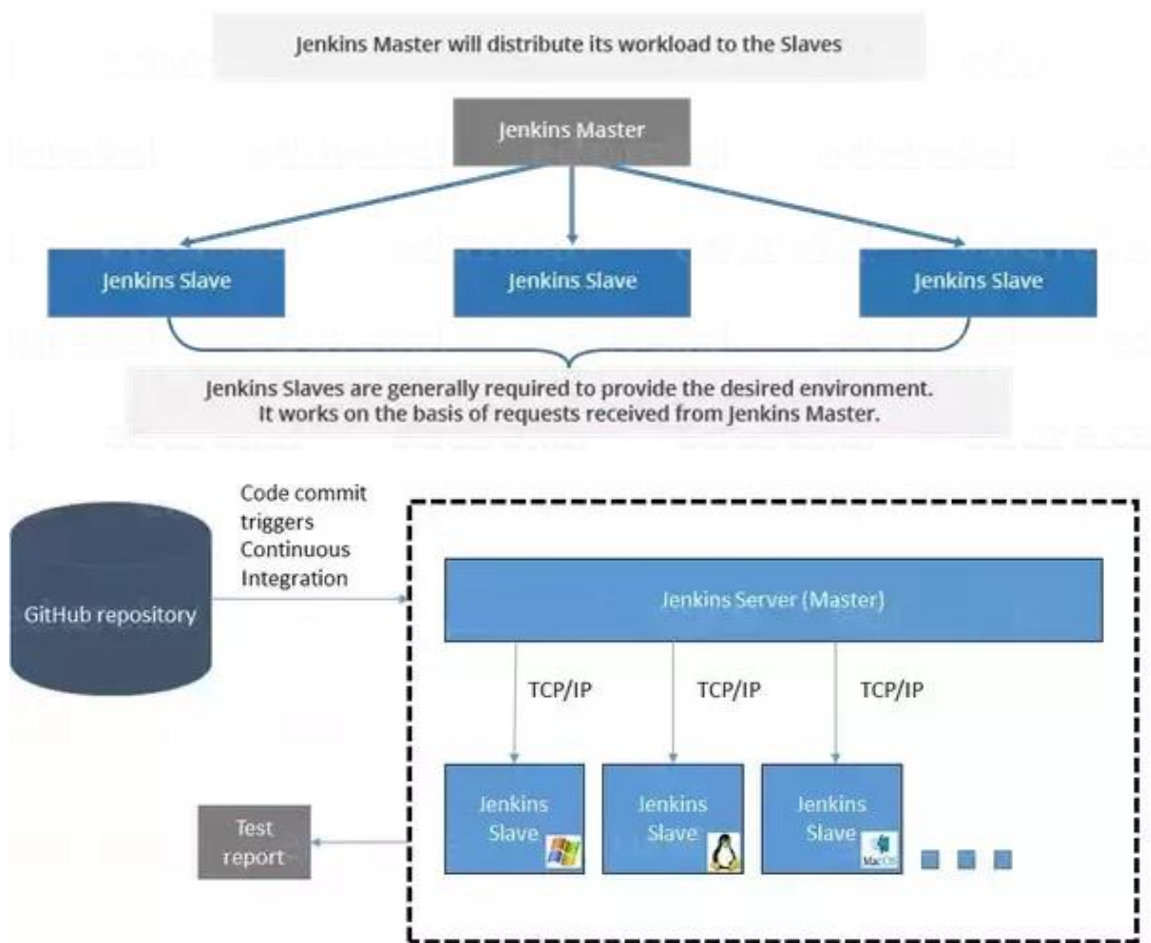 Jenkins Master will distribute its workload to the Slaves
Jenkins Master
Jenkins Slave
Jenkins Slave
Jenkins Slave
Jenkins Slaves are generally required to provide the desired environment.
It works on the basis of requests received from Jenkins Master.
Code commit
triggers
Continuous
Integration
GitHub repository
Jenkins Server (Master)
TCP/IP
TCP/IP
TCP/IP
Jenkins
Slave
Jenkins
Slave
Jenkins
Slave
MacOS
Test
report